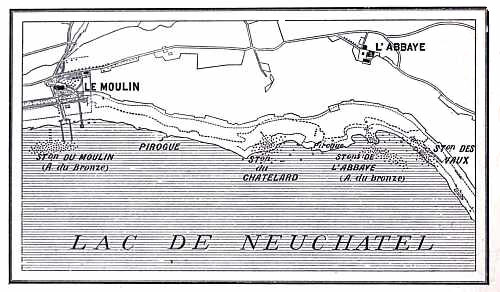 L'ABBAYE
LE MOULIN
STon DU MOULIN
(A. du Bronze)
PIROGUE
STon
du
CHATELARD
Pirogue
STons DE
L'ABBAYE
(A. du bronze)
STon DES
VAUX
LAC DE NEUCHATEL